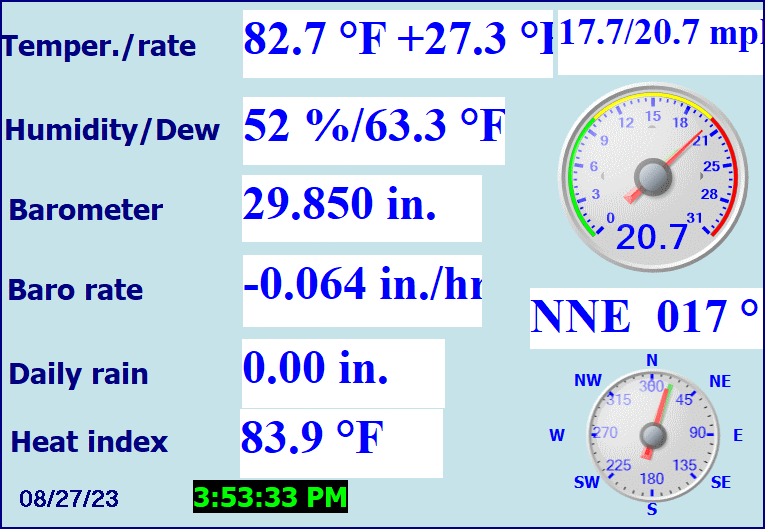 Temper./rate 82.7 °F +27.3 °F 17.7/20.7 mph
Humidity/Dew 52 %/63.3 °F
Barometer 29.850 in.
Baro rate -0.064 in./hr
Daily rain 0.00 in.
Heat index 83.9 °F
08/27/23 3:53:33 PM
0 3 6 9 12 15 18 21 25 28 31
20.7
NNE 017 °
N
NW NE
360
315 45
W 270 90 E
225 135
180
SW SE
S